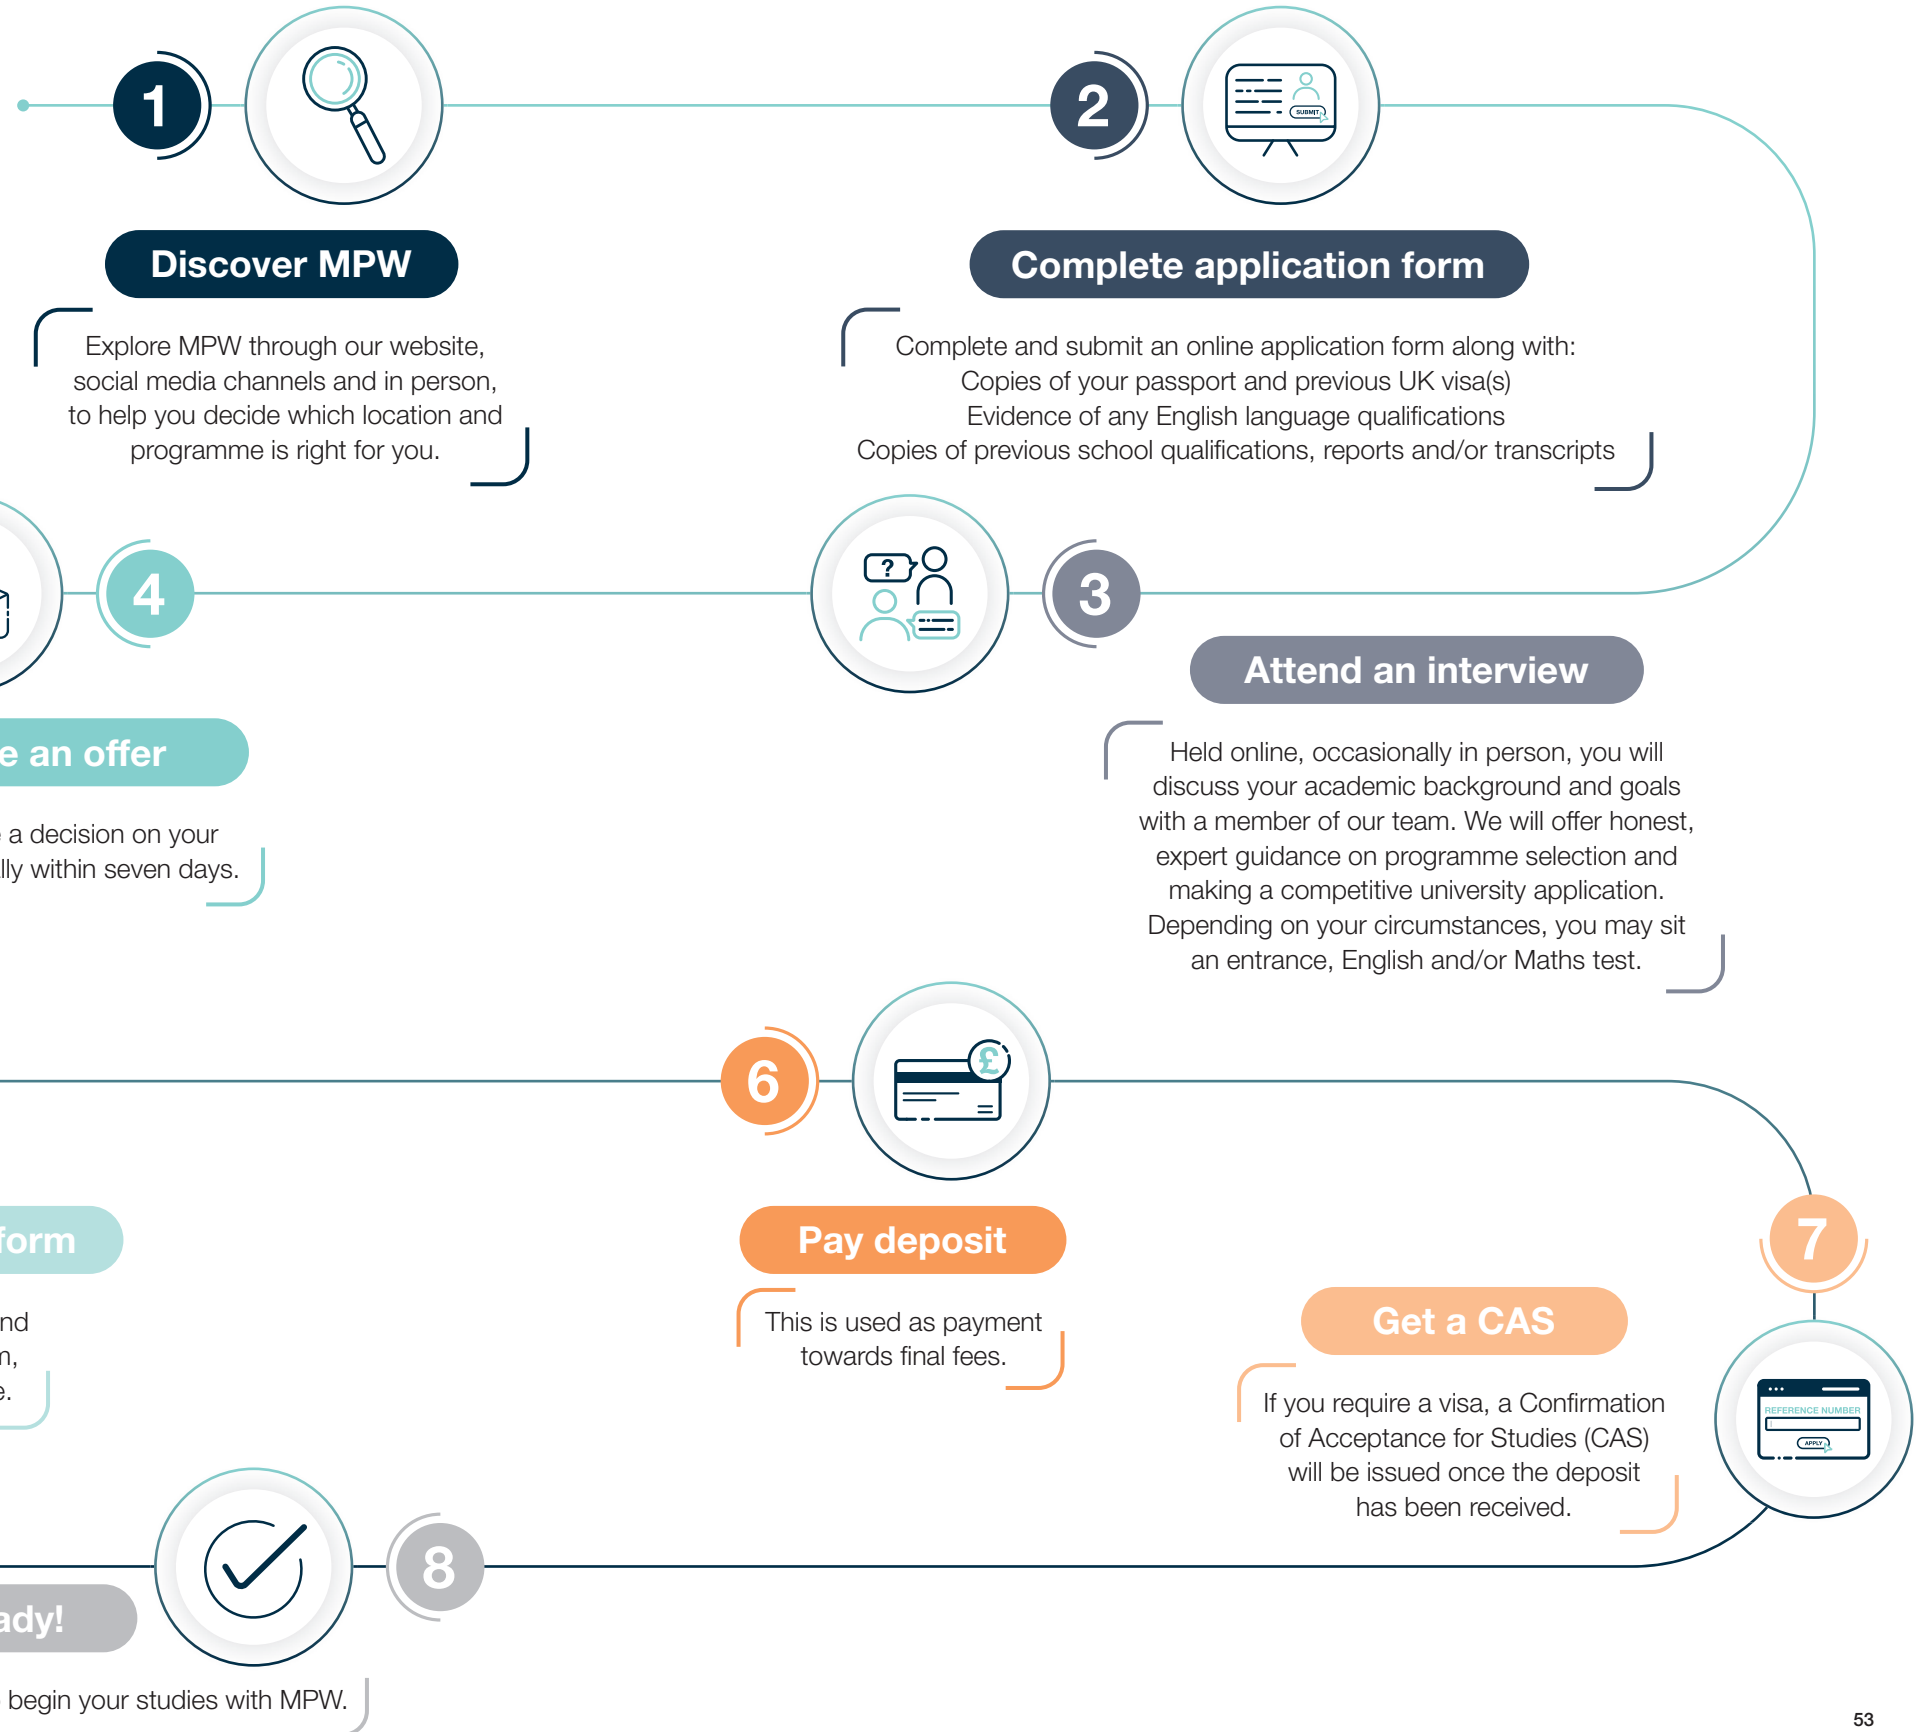 1
2
SUBMIT
Discover MPW
Explore MPW through our website,
social media channels and in person,
to help you decide which location and
programme is right for you.
Complete application form
Complete and submit an online application form along with:
Copies of your passport and previous UK visa(s)
Evidence of any English language qualifications
Copies of previous school qualifications, reports and/or transcripts
?
3
Attend an interview
Held online, occasionally in person, you will
discuss your academic background and goals
with a member of our team. We will offer honest,
expert guidance on programme selection and
making a competitive university application.
Depending on your circumstances, you may sit
an entrance, English and/or Maths test.
4
an offer
a decision on your
within seven days.
form
6
£
Pay deposit
This is used as payment
towards final fees.
7
Get a CAS
If you require a visa, a Confirmation
of Acceptance for Studies (CAS)
will be issued once the deposit
has been received.
REFERENCE NUMBER
APPLY
8
begin your studies with MPW.
53